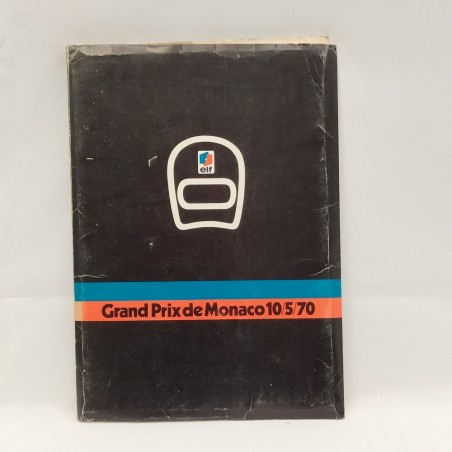 elf
Grand Prix de Monaco 10/5/70